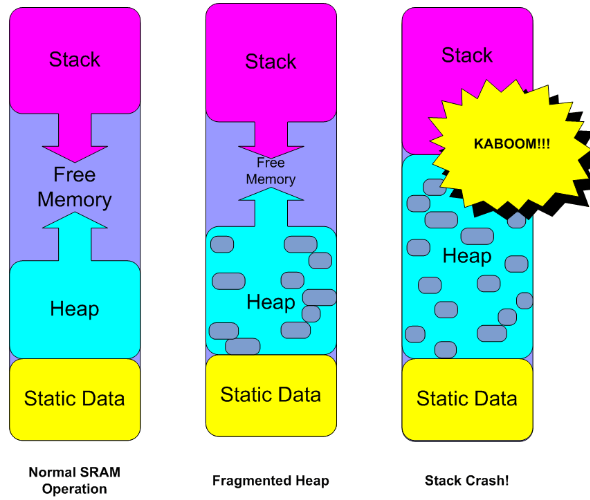 Stack
Free
Memory
Heap
Static Data
Normal SRAM
Operation
Stack
Free
Memory
Heap
Static Data
Fragmented Heap
Stack
KABOOM!!!
Heap
Static Data
Stack Crash!